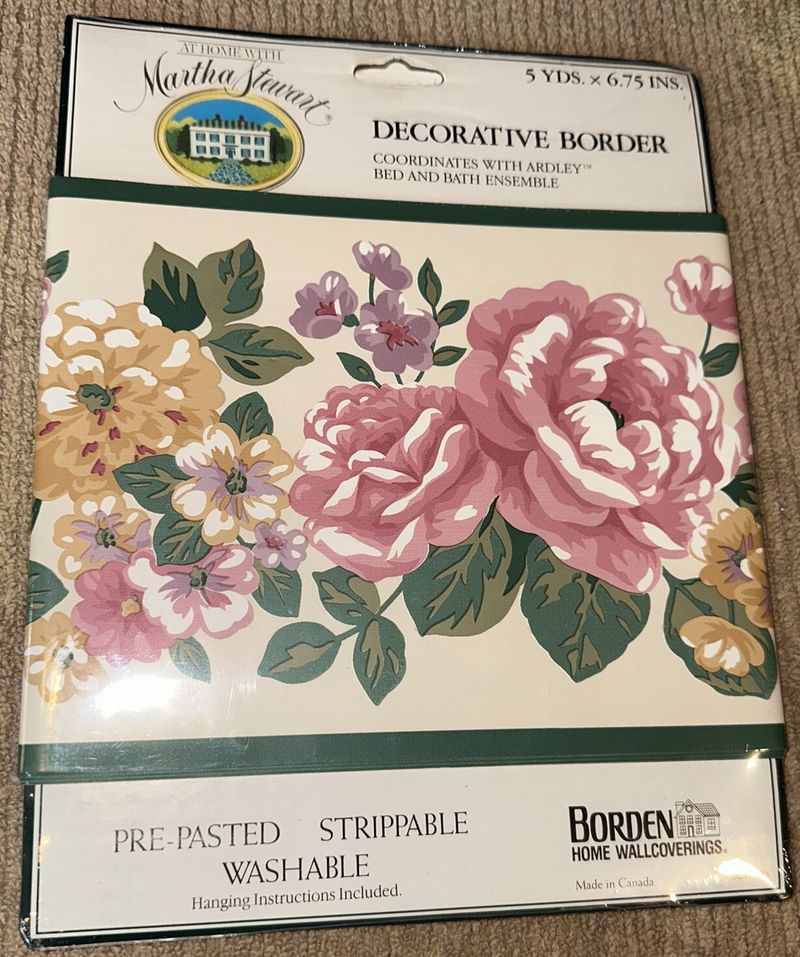 AT HOME WITH
Martha Stewart®
5 YDS. × 6.75 INS.
DECORATIVE BORDER
COORDINATES WITH ARDLEY™
BED AND BATH ENSEMBLE
PRE-PASTED STRIPPABLE
WASHABLE
Hanging Instructions Included.
BORDEN
HOME WALLCOVERINGS®
Made in Canada